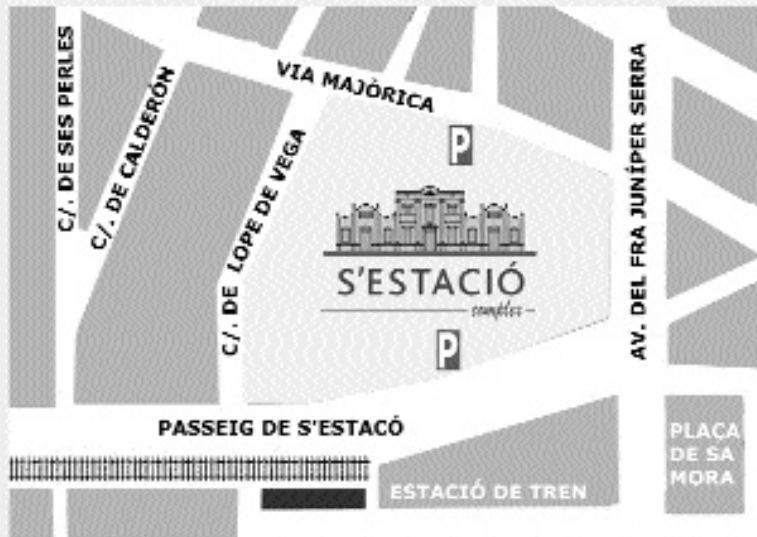 C/. DE SES PERLES
C/. DE CALDERÓN
C/. DE LOPE DE VEGA
VIA MAJÒRICA
P
S'ESTACIÓ
complex
P
AV. DEL FRA JUNÍPER SERRA
PASSEIG DE S'ESTACÓ
ESTACIÓ DE TREN
PLAÇA
DE SA
MORA